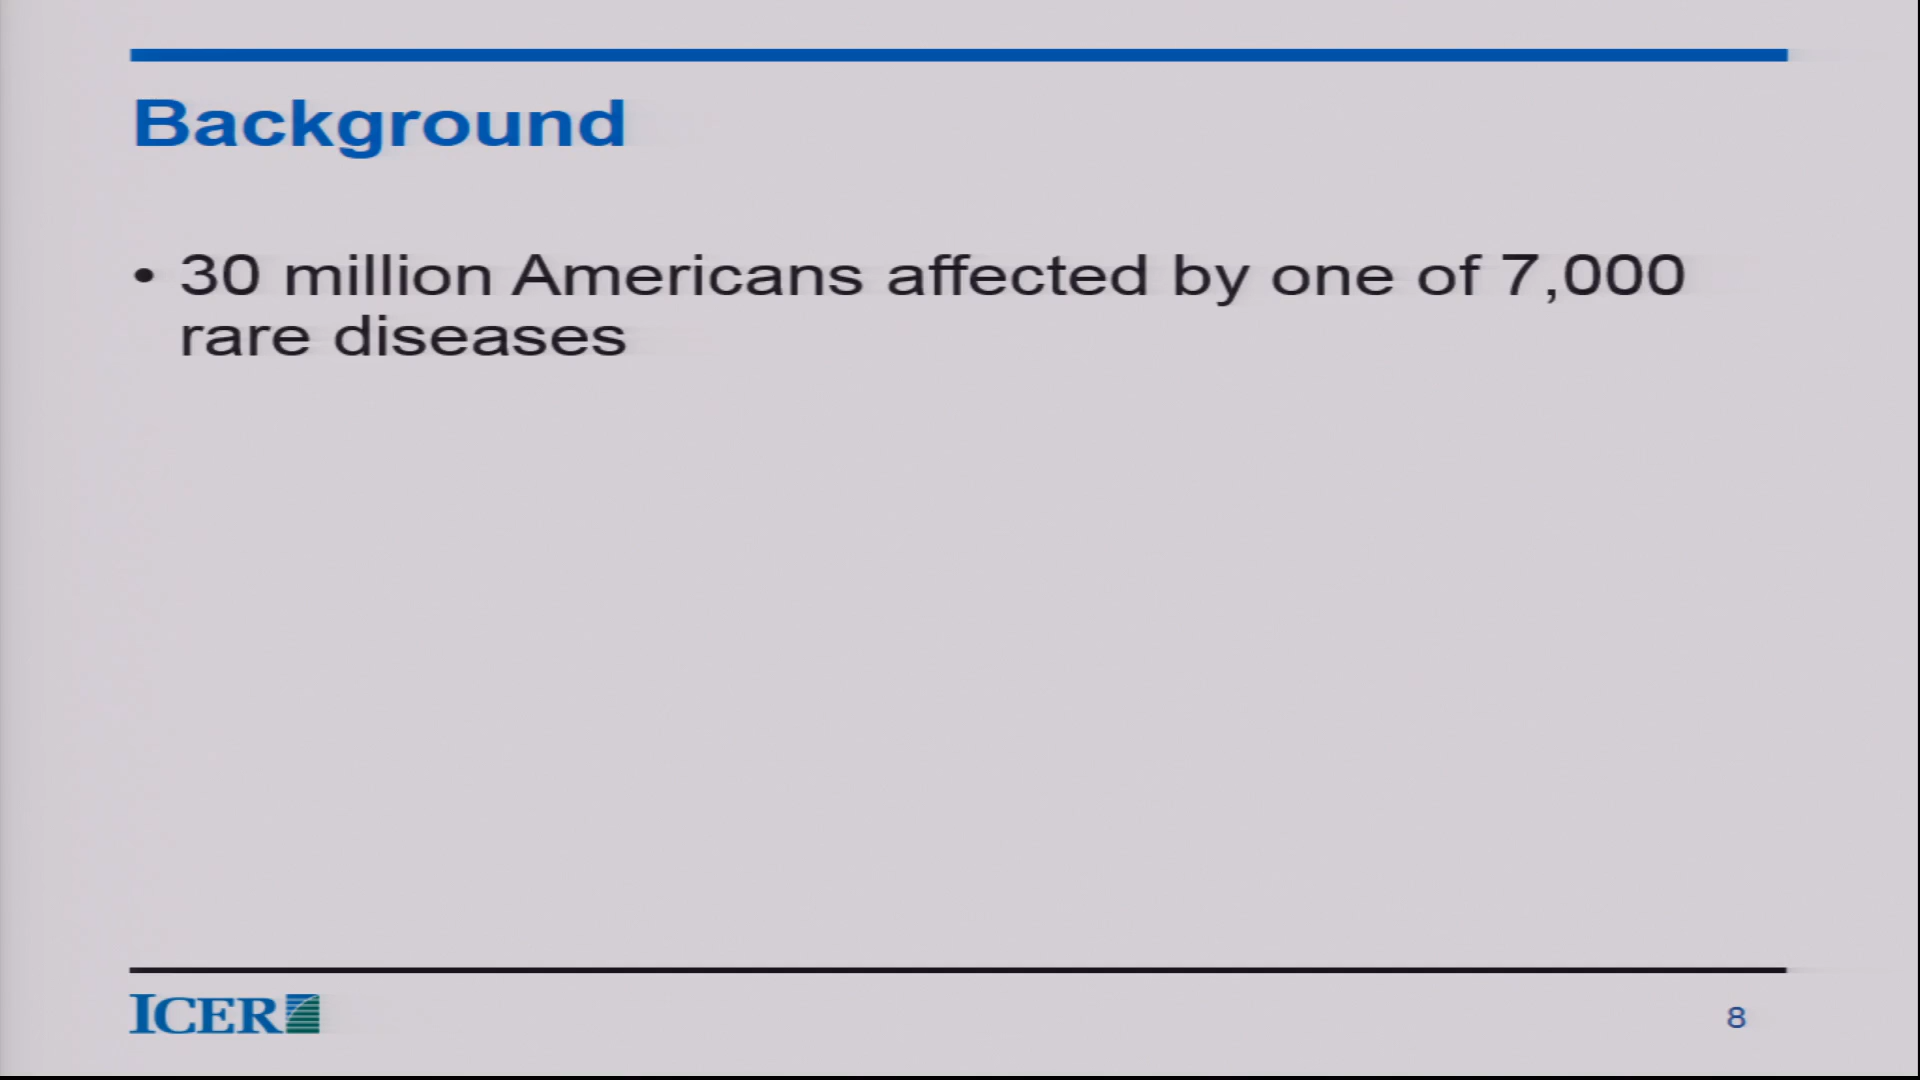 Background
• 30 million Americans affected by one of 7,000
rare diseases
ICER
8